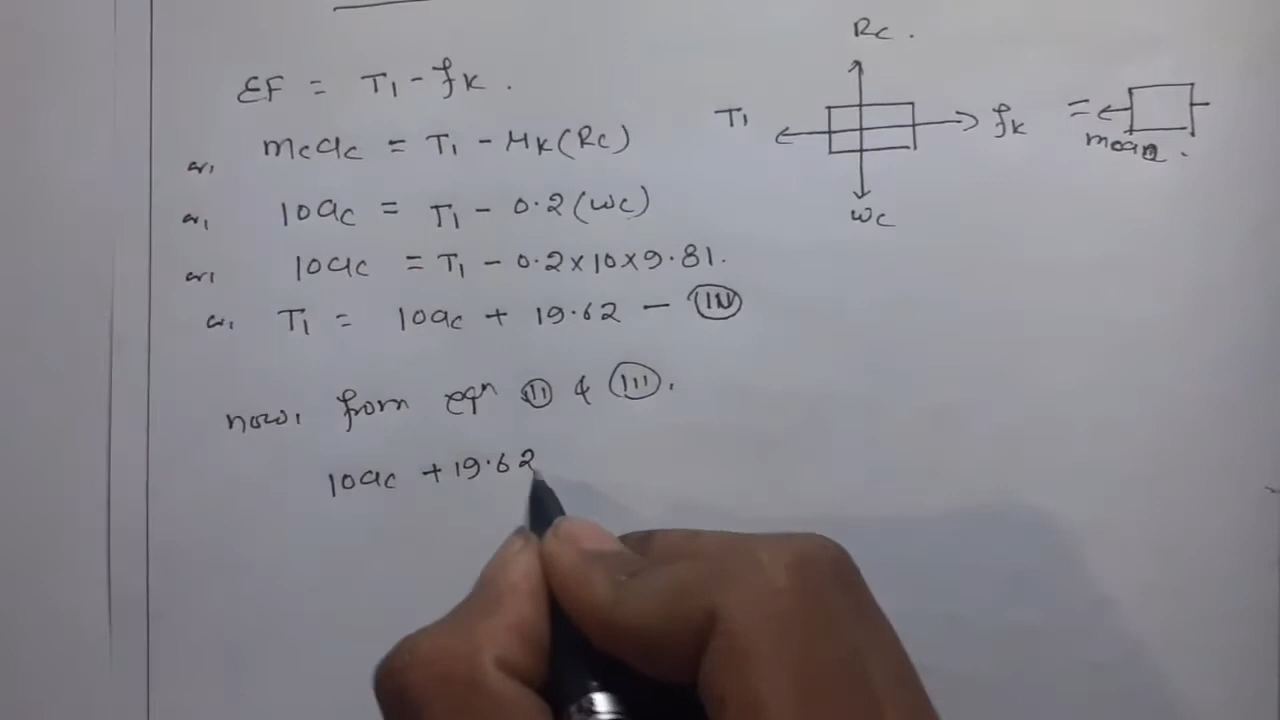 ΣF = T1 - fK .
or, mcac = T1 - μK(Rc)
or, 10ac = T1 - 0.2(wc)
or, 10ac = T1 - 0.2×10×9.81.
or, T1 = 10ac + 19.62 -
now, from eqn II & III.
10ac + 19.62
Rc .
T1
fK
=
wc